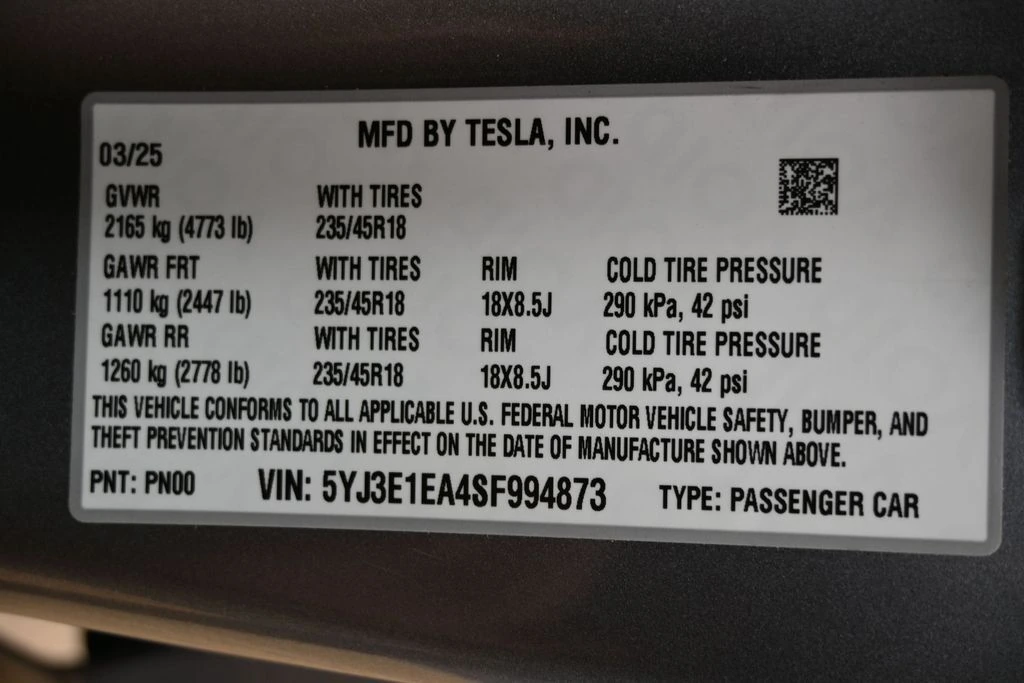 MFD BY TESLA, INC.
03/25
GVWR WITH TIRES
2165 kg (4773 lb) 235/45R18
GAWR FRT WITH TIRES RIM COLD TIRE PRESSURE
1110 kg (2447 lb) 235/45R18 18X8.5J 290 kPa, 42 psi
GAWR RR WITH TIRES RIM COLD TIRE PRESSURE
1260 kg (2778 lb) 235/45R18 18X8.5J 290 kPa, 42 psi
THIS VEHICLE CONFORMS TO ALL APPLICABLE U.S. FEDERAL MOTOR VEHICLE SAFETY, BUMPER, AND
THEFT PREVENTION STANDARDS IN EFFECT ON THE DATE OF MANUFACTURE SHOWN ABOVE.
PNT: PN00 VIN: 5YJ3E1EA4SF994873 TYPE: PASSENGER CAR